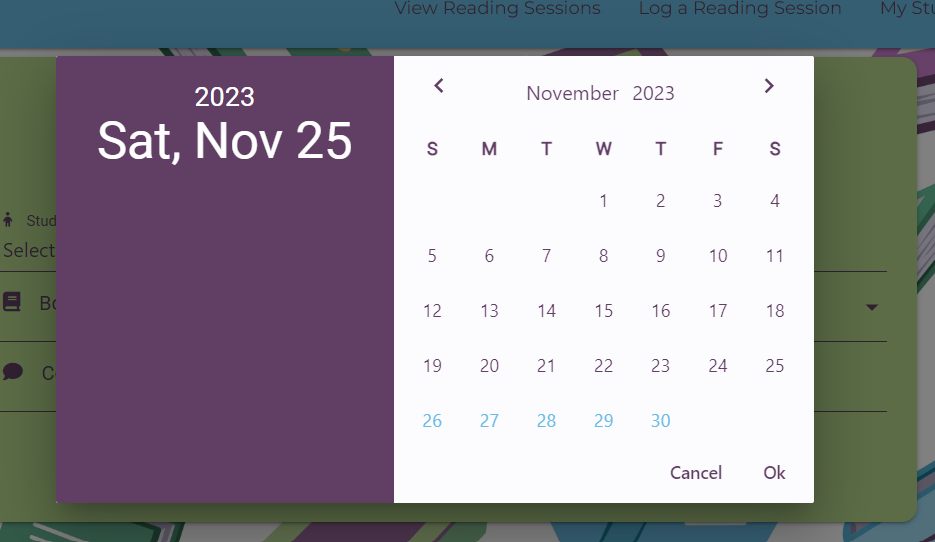 View Reading Sessions Log a Reading Session My Stu
2023
Sat, Nov 25
November 2023
S M T W T F S
1 2 3 4
5 6 7 8 9 10 11
12 13 14 15 16 17 18
19 20 21 22 23 24 25
26 27 28 29 30
Cancel Ok
Stud
Select
Bo
C